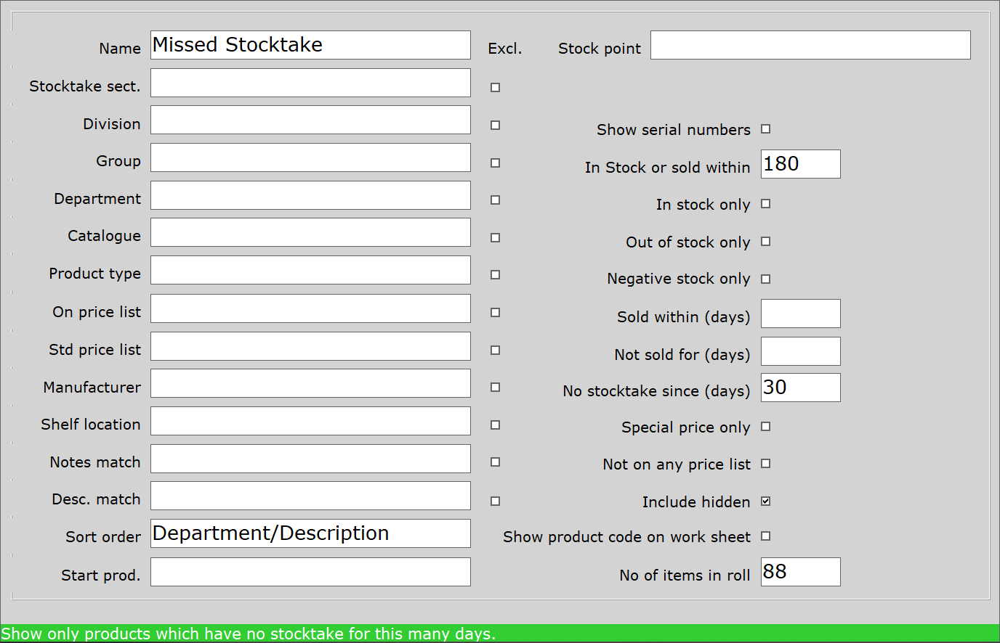 Name Missed Stocktake Excl. Stock point
Stocktake sect.
Division
Show serial numbers
Group
In Stock or sold within 180
Department
In stock only
Catalogue
Out of stock only
Product type
Negative stock only
On price list
Sold within (days)
Std price list
Not sold for (days)
Manufacturer
No stocktake since (days) 30
Shelf location
Special price only
Notes match
Not on any price list
Desc. match
Include hidden
Sort order Department/Description
Show product code on work sheet
Start prod.
No of items in roll 88
Show only products which have no stocktake for this many days.